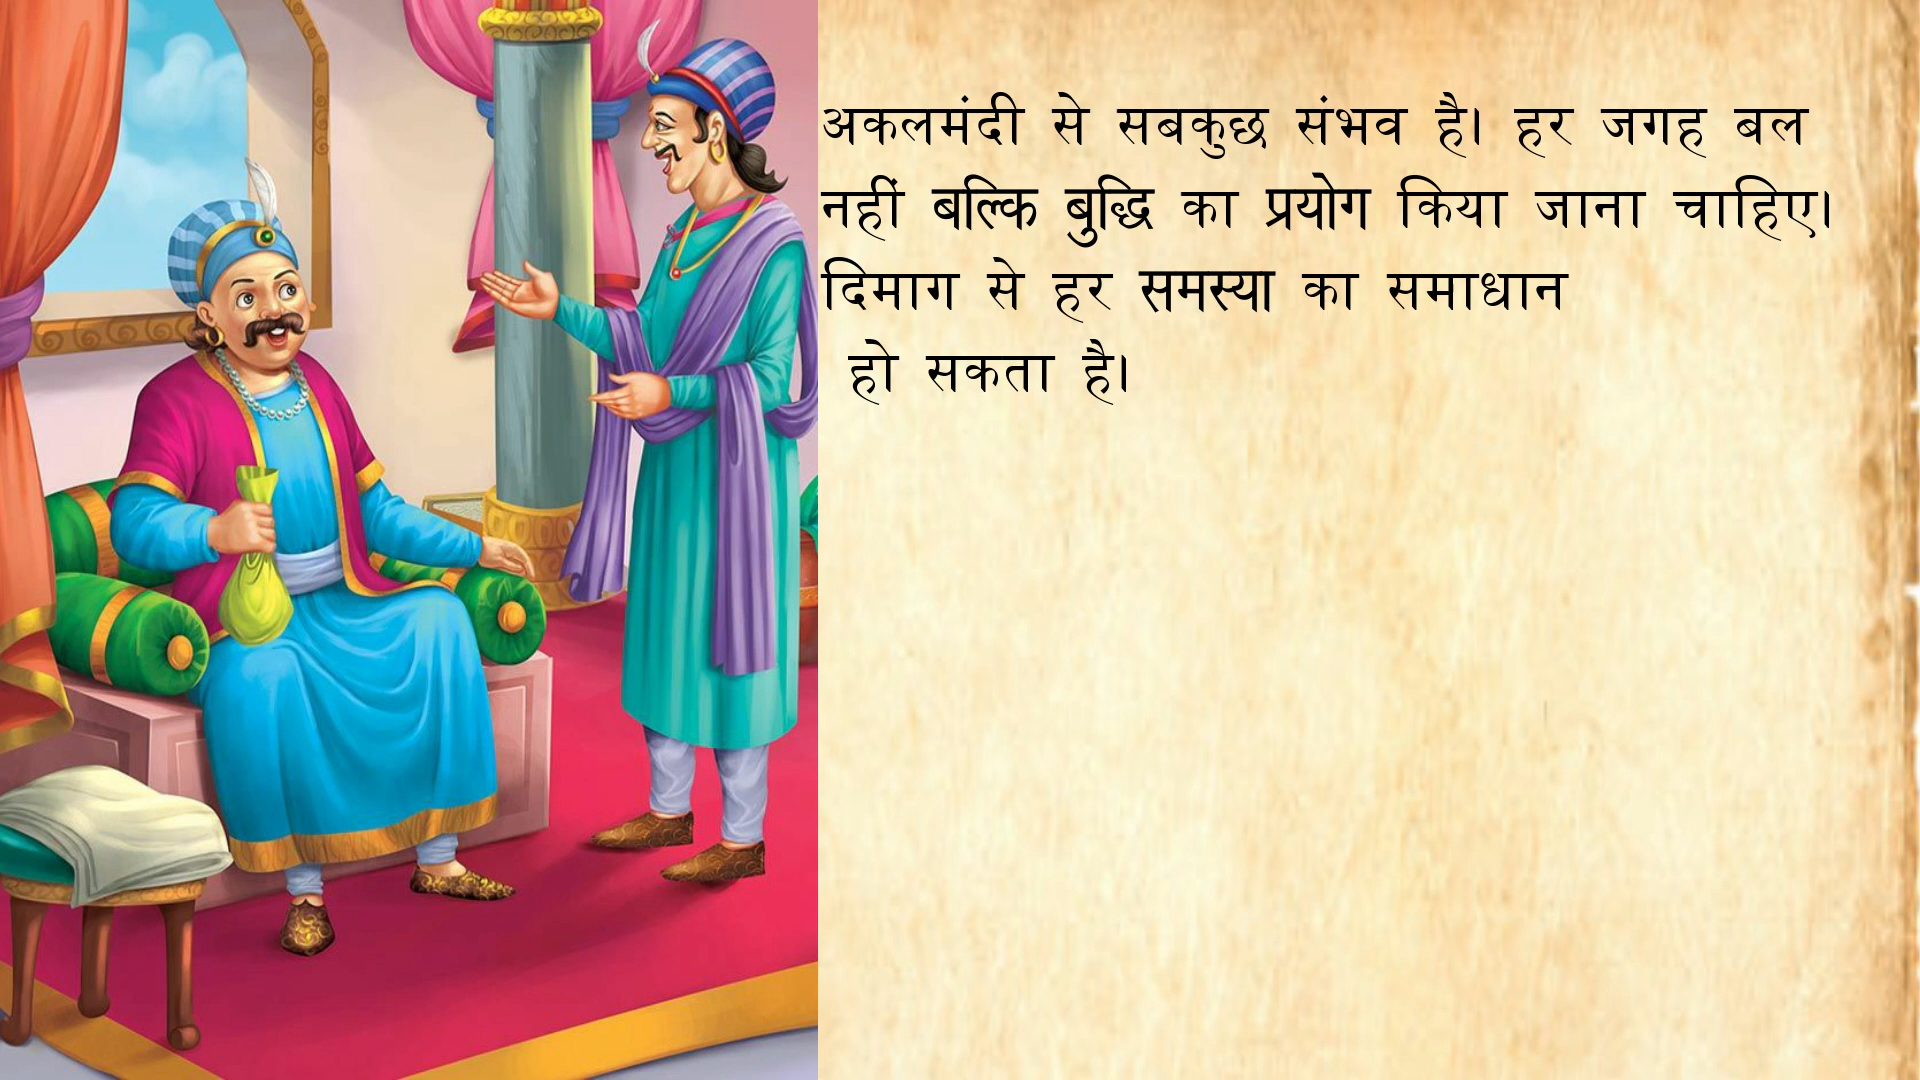 अकलमंदी से सबकुछ संभव है। हर जगह बल
नहीं बल्कि बुद्धि का प्रयोग किया जाना चाहिए।
दिमाग से हर समस्या का समाधान
हो सकता है।